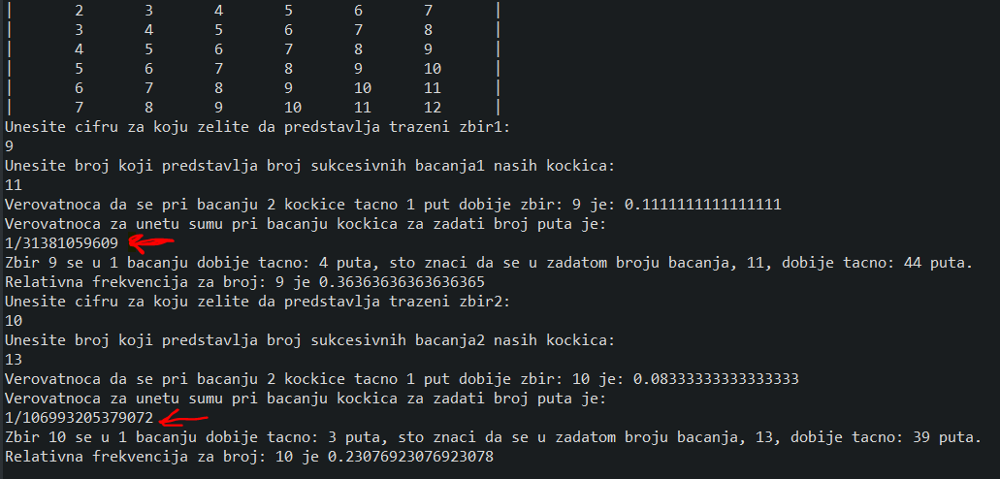 | 2 3 4 5 6 7 |
| 3 4 5 6 7 8 |
| 4 5 6 7 8 9 |
| 5 6 7 8 9 10 |
| 6 7 8 9 10 11 |
| 7 8 9 10 11 12 |
Unesite cifru za koju zelite da predstavlja trazeni zbir1:
9
Unesite broj koji predstavlja broj sukcesivnih bacanja1 nasih kockica:
11
Verovatnoca da se pri bacanju 2 kockice tacno 1 put dobije zbir: 9 je: 0.1111111111111111
Verovatnoca za unetu sumu pri bacanju kockica za zadati broj puta je:
1/31381059609
Zbir 9 se u 1 bacanju dobije tacno: 4 puta, sto znaci da se u zadatom broju bacanja, 11, dobije tacno: 44 puta.
Relativna frekvencija za broj: 9 je 0.36363636363636365
Unesite cifru za koju zelite da predstavlja trazeni zbir2:
10
Unesite broj koji predstavlja broj sukcesivnih bacanja2 nasih kockica:
13
Verovatnoca da se pri bacanju 2 kockice tacno 1 put dobije zbir: 10 je: 0.08333333333333333
Verovatnoca za unetu sumu pri bacanju kockica za zadati broj puta je:
1/106993205379072
Zbir 10 se u 1 bacanju dobije tacno: 3 puta, sto znaci da se u zadatom broju bacanja, 13, dobije tacno: 39 puta.
Relativna frekvencija za broj: 10 je 0.23076923076923078